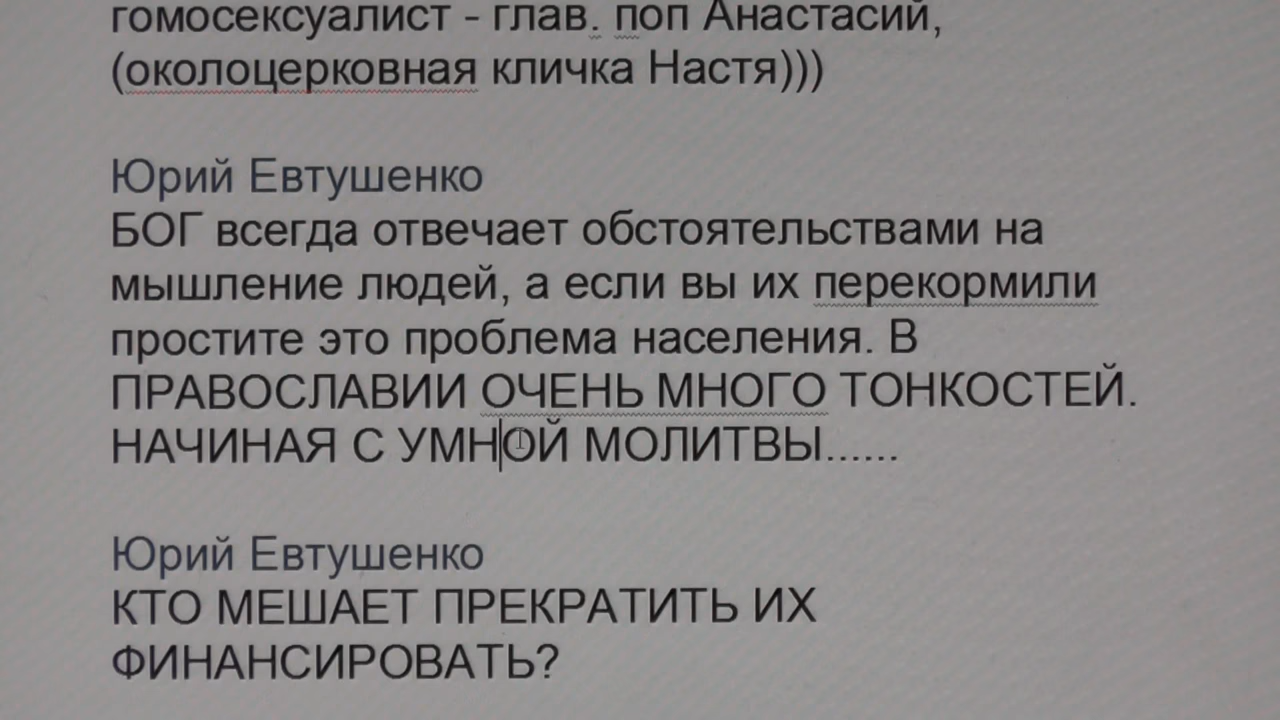 гомосексуалист - глав. поп Анастасий,
(околоцерковная кличка Настя)))
Юрий Евтушенко
БОГ всегда отвечает обстоятельствами на
мышление людей, а если вы их перекормили
простите это проблема населения. В
ПРАВОСЛАВИИ ОЧЕНЬ МНОГО ТОНКОСТЕЙ.
НАЧИНАЯ С УМНОЙ МОЛИТВЫ......
Юрий Евтушенко
КТО МЕШАЕТ ПРЕКРАТИТЬ ИХ
ФИНАНСИРОВАТЬ?